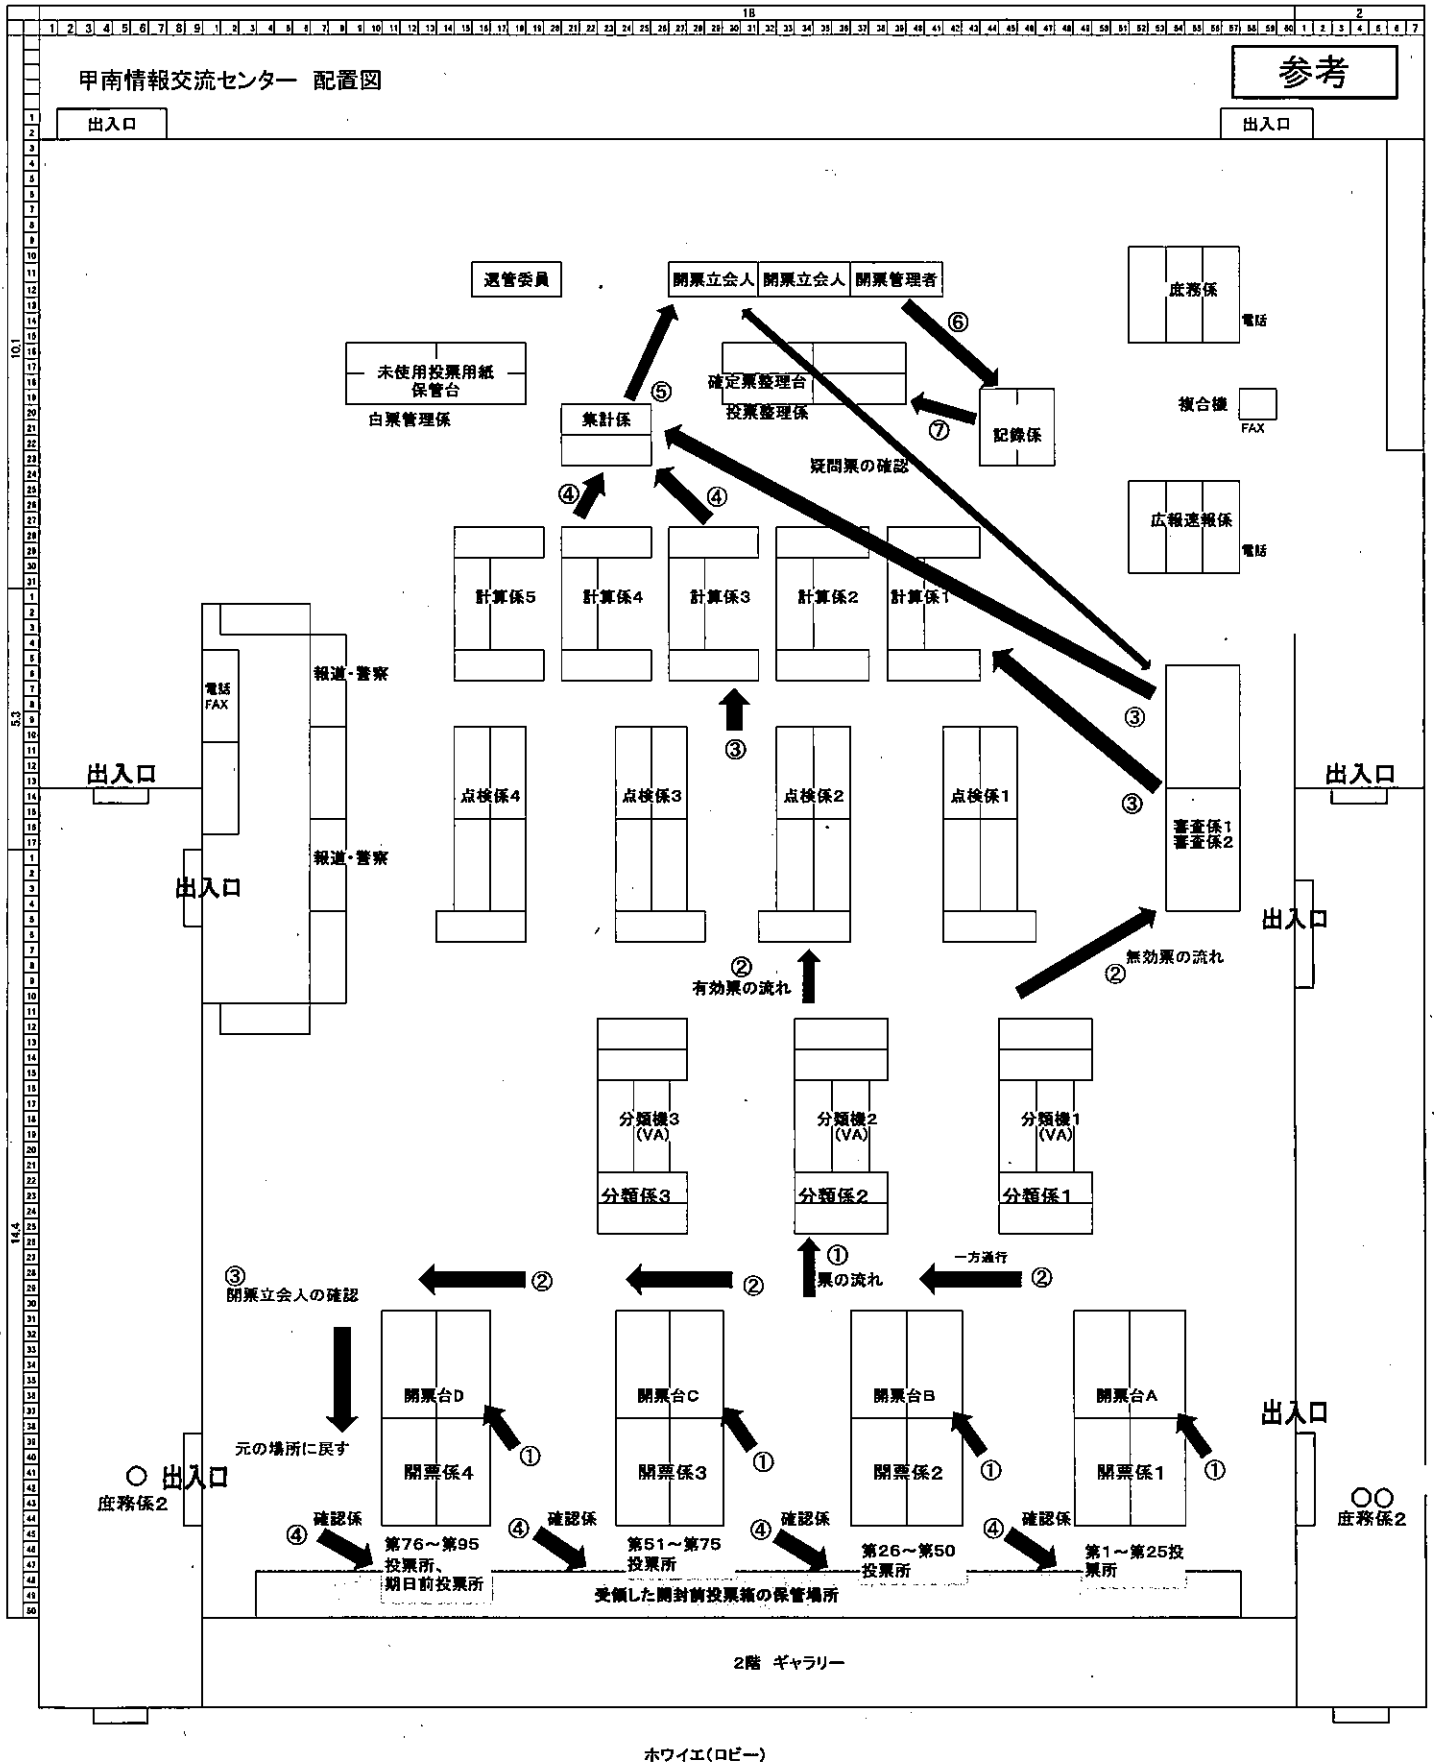 18
2
参考
甲南情報交流センター 配置図
出入口
出入口
選管委員
開票立会人
開票立会人
開票管理者
庶務係
電話
⑥
10.1
未使用投票用紙
保管台
白票管理係
⑤
集計係
確定票整理台
投票整理係
⑦
記録係
複合機
FAX
疑問票の確認
④
④
広報速報係
電話
計算係5
計算係4
計算係3
計算係2
計算係1
報道・警察
電話
FAX
5.3
③
③
③
出入口
出入口
点検係4
点検係3
点検係2
点検係1
審査係1
審査係2
報道・警察
出入口
出入口
②
有効票の流れ
②
無効票の流れ
分類機3
(VA)
分類機2
(VA)
分類機1
(VA)
分類係3
分類係2
分類係1
14.4
①
票の流れ
一方通行
②
②
②
③
開票立会人の確認
開票台D
開票台C
開票台B
開票台A
出入口
元の場所に戻す
①
①
①
①
開票係4
開票係3
開票係2
開票係1
出入口
庶務係2
庶務係2
④
確認係
④
確認係
④
確認係
④
確認係
第76～第95
投票所、
期日前投票所
第51～第75
投票所
第26～第50
投票所
第1～第25投
票所
受領した開封前投票箱の保管場所
2階 ギャラリー
ホワイエ(ロビー)